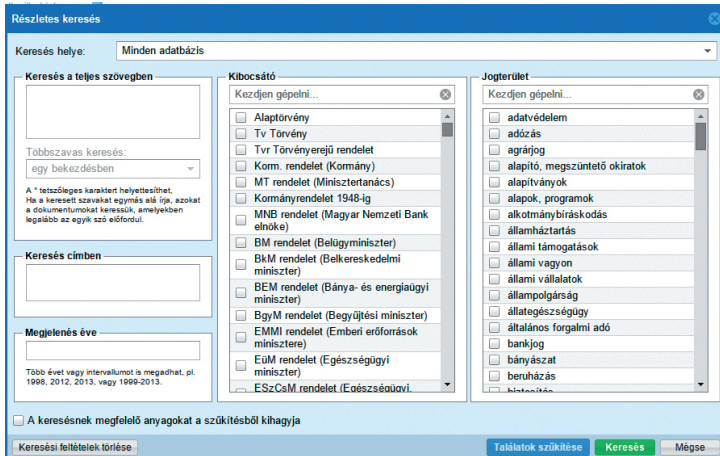 Részletes keresés
Keresés helye: Minden adatbázis
Keresés a teljes szövegben
Többszavas keresés:
egy bekezdésben
A * tetszőleges karaktert helyettesíthet,
Ha a keresett szavakat egymás alá írja, azokat
a dokumentumokat keressük, amelyekben
legalább az egyik szó előfordul.
Keresés címben
Megjelenés éve
Több évet vagy intervallumot is megadhat, pl.
1998, 2012, 2013, vagy 1999-2013.
Kibocsátó
Kezdjen gépelni...
Alaptörvény
Tv Törvény
Tvr Törvényerejű rendelet
Korm. rendelet (Kormány)
MT rendelet (Minisztertanács)
Kormányrendelet 1948-ig
MNB rendelet (Magyar Nemzeti Bank
elnöke)
BM rendelet (Belügyminiszter)
BkM rendelet (Belkereskedelmi
miniszter)
BEM rendelet (Bánya- és energiaügyi
miniszter)
BgyM rendelet (Begyűjtési miniszter)
EMMI rendelet (Emberi erőforrások
minisztere)
EüM rendelet (Egészségügyi
miniszter)
ESzCsM rendelet (Egészségügyi,
Jogterület
Kezdjen gépelni...
adatvédelem
adózás
agrárjog
alapító, megszüntető okiratok
alapítványok
alapok, programok
alkotmánybíráskodás
államháztartás
állami támogatások
állami vagyon
állami vállalatok
állampolgárság
állategészségügy
általános forgalmi adó
bankjog
bányászat
beruházás
biztosítás
A keresésnek megfelelő anyagokat a szűkítésből kihagyja
Keresési feltételek törlése
Találatok szűkítése
Keresés
Mégse